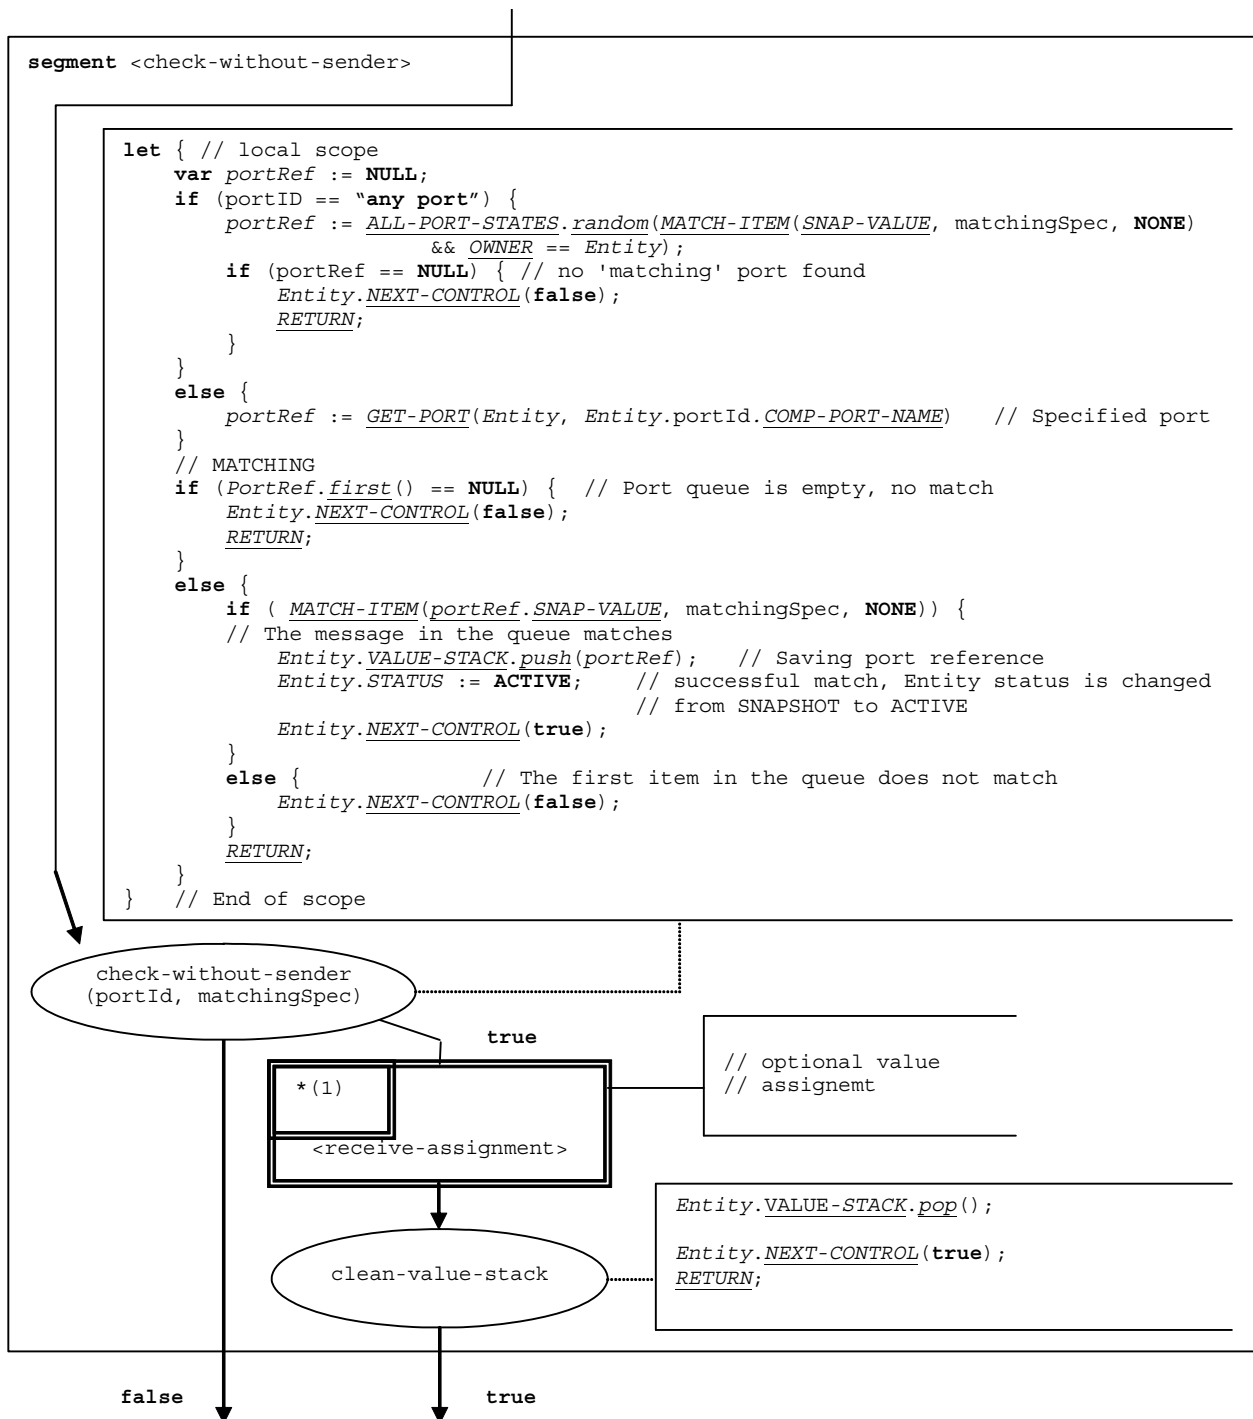 segment <check-without-sender>
let { // local scope
var portRef := NULL;
if (portID == “any port”) {
portRef := ALL-PORT-STATES.random(MATCH-ITEM(SNAP-VALUE, matchingSpec, NONE)
&& OWNER == Entity);
if (portRef == NULL) { // no 'matching' port found
Entity.NEXT-CONTROL(false);
RETURN;
}
}
else {
portRef := GET-PORT(Entity, Entity.portId.COMP-PORT-NAME) // Specified port
}
// MATCHING
if (PortRef.first() == NULL) { // Port queue is empty, no match
Entity.NEXT-CONTROL(false);
RETURN;
}
else {
if ( MATCH-ITEM(portRef.SNAP-VALUE, matchingSpec, NONE)) {
// The message in the queue matches
Entity.VALUE-STACK.push(portRef); // Saving port reference
Entity.STATUS := ACTIVE; // successful match, Entity status is changed
// from SNAPSHOT to ACTIVE
Entity.NEXT-CONTROL(true);
}
else { // The first item in the queue does not match
Entity.NEXT-CONTROL(false);
}
RETURN;
}
} // End of scope
check-without-sender
(portId, matchingSpec)
true
// optional value
// assignemt
*(1)
<receive-assignment>
Entity.VALUE-STACK.pop();
Entity.NEXT-CONTROL(true);
RETURN;
clean-value-stack
false
true